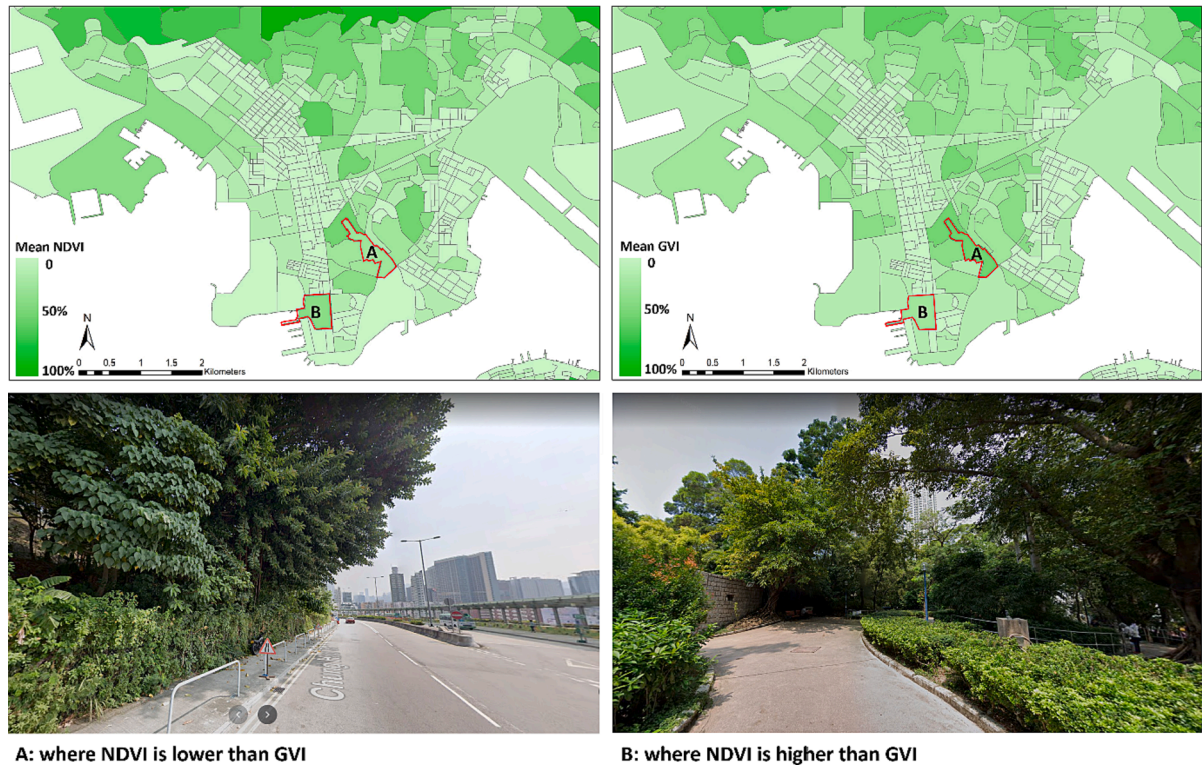 Mean NDVI
0
50%
100%
N
0 0.5 1 1.5 2
Kilometers
A
B
Mean GVI
0
50%
100%
N
0 0.5 1 1.5 2
Kilometers
A
B
A: where NDVI is lower than GVI
B: where NDVI is higher than GVI